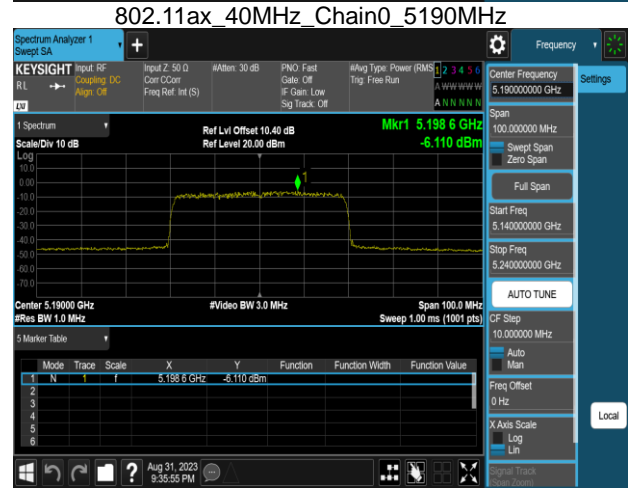 802.11ax_40MHz_Chain0_5190MHz
Spectrum Analyzer 1
Swept SA
+
Frequency
KEYSIGHT
RL
LXI
Input: RF
Coupling: DC
Align: Off
Input Z: 50 Ω
Corr CCorr
Freq Ref: Int (S)
#Atten: 30 dB
PNO: Fast
Gate: Off
IF Gain: Low
Sig Track: Off
#Avg Type: Power (RMS
Trig: Free Run
1 2 3 4 5 6
A W W W W W
A N N N N N
Center Frequency
5.190000000 GHz
Settings
Span
100.000000 MHz
Swept Span
Zero Span
Full Span
Start Freq
5.140000000 GHz
Stop Freq
5.240000000 GHz
AUTO TUNE
CF Step
10.000000 MHz
Auto
Man
Freq Offset
0 Hz
X Axis Scale
Log
Lin
Local
Signal Track
(Span Zoom)
1 Spectrum
Scale/Div 10 dB
Ref Lvl Offset 10.40 dB
Ref Level 20.00 dBm
Mkr1 5.198 6 GHz
-6.110 dBm
Log
10.0
0.00
-10.0
-20.0
-30.0
-40.0
-50.0
-60.0
-70.0
1
Center 5.19000 GHz
#Res BW 1.0 MHz
#Video BW 3.0 MHz
Span 100.0 MHz
Sweep 1.00 ms (1001 pts)
5 Marker Table
Mode Trace Scale X Y Function Function Width Function Value
1 N 1 f 5.198 6 GHz -6.110 dBm
2
3
4
5
6
?
Aug 31, 2023
9:35:55 PM